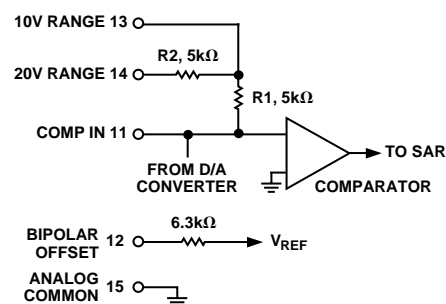 10V RANGE 13
R2, 5kΩ
20V RANGE 14
R1, 5kΩ
COMP IN 11
TO SAR
FROM D/A
CONVERTER
COMPARATOR
6.3kΩ
BIPOLAR
OFFSET 12
VREF
ANALOG
COMMON 15